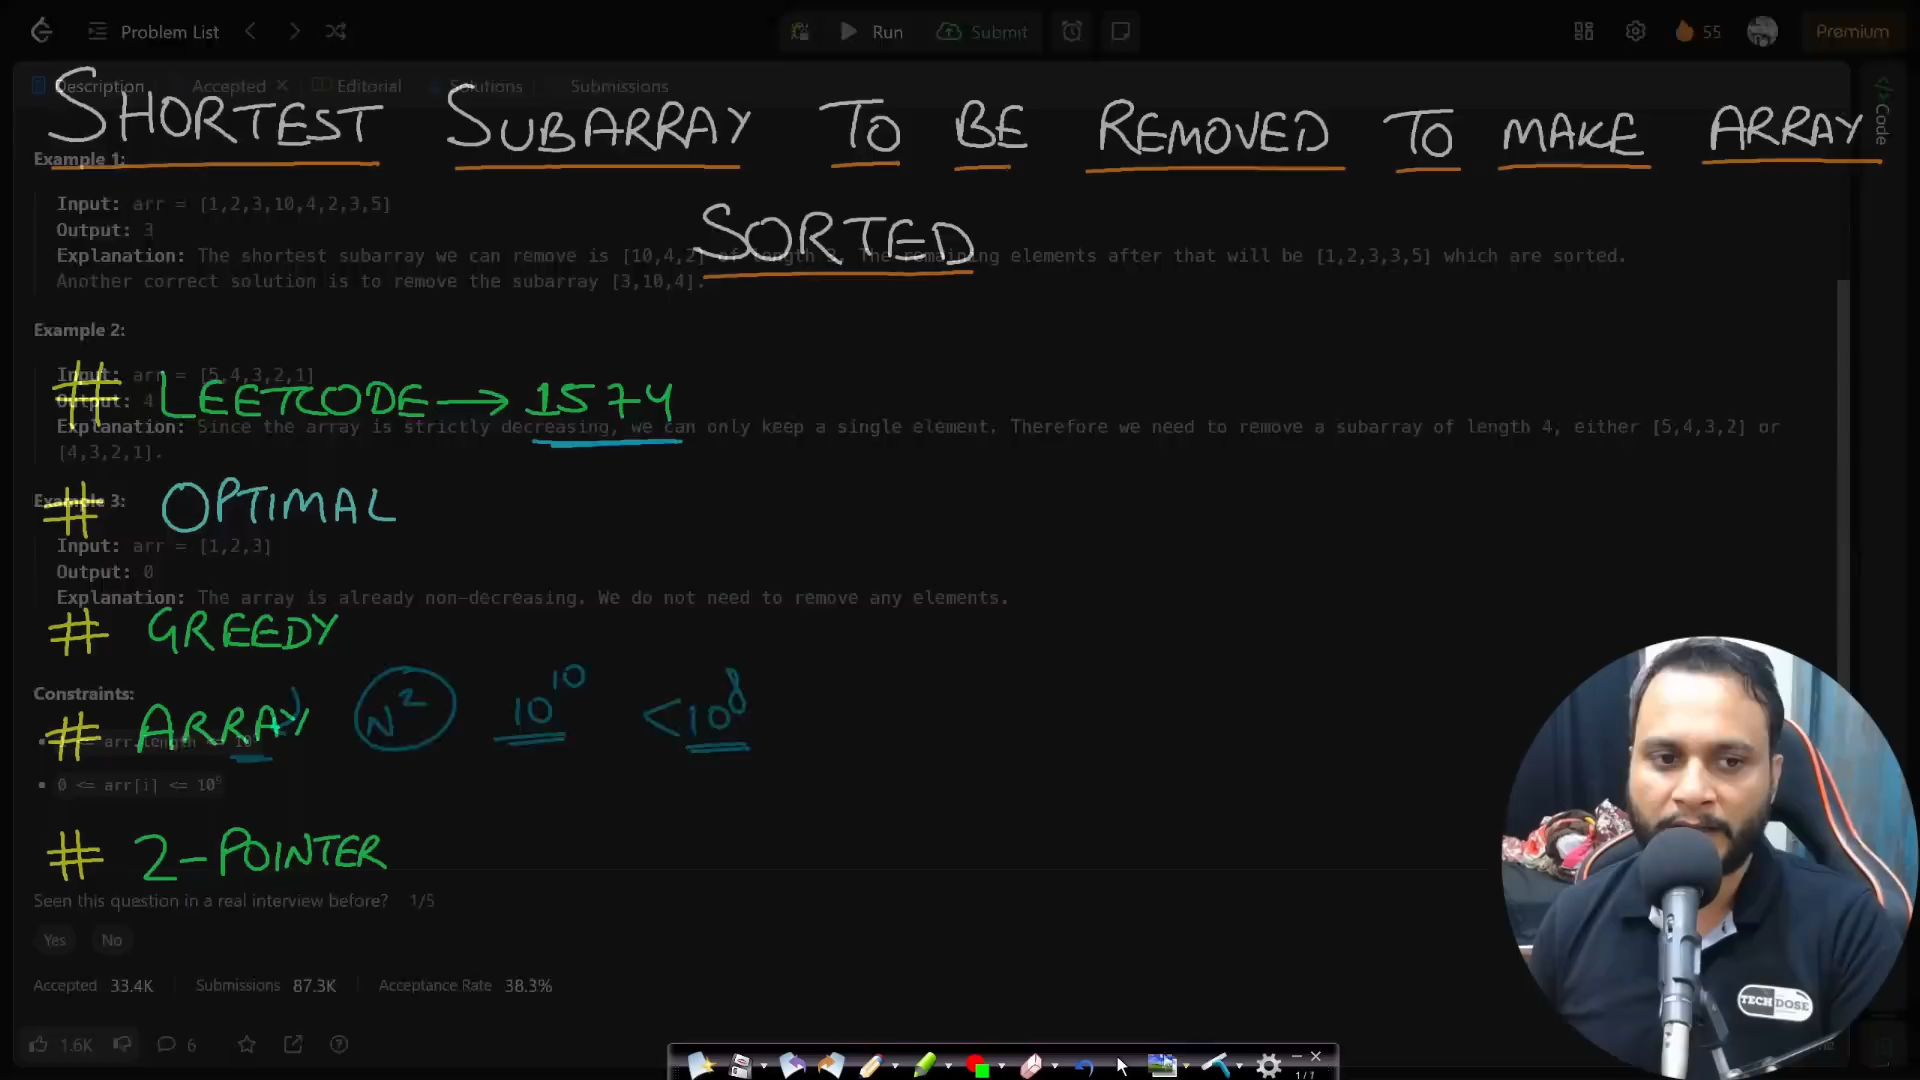 Problem List Run Submit 55 Premium
Description Accepted Editorial Solutions Submissions
Code
SHORTEST SUBARRAY TO BE REMOVED TO MAKE ARRAY
SORTED
Example 1:
Input: arr = [1,2,3,10,4,2,3,5]
Output: 3
Explanation: The shortest subarray we can remove is [10,4,2] of length 3. The remaining elements after that will be [1,2,3,3,5] which are sorted.
Another correct solution is to remove the subarray [3,10,4].
Example 2:
Input: arr = [5,4,3,2,1]
# LEETCODE → 1574
Output: 4
Explanation: Since the array is strictly decreasing, we can only keep a single element. Therefore we need to remove a subarray of length 4, either [5,4,3,2] or
[4,3,2,1].
Example 3:
# OPTIMAL
Input: arr = [1,2,3]
Output: 0
Explanation: The array is already non-decreasing. We do not need to remove any elements.
# GREEDY
Constraints:
# ARRAY N² 10¹⁰ <10⁸
<= arr.length <=
0 <= arr[i] <=
# 2-POINTER
Seen this question in a real interview before? 1/5
Yes No
Accepted 33.4K Submissions 87.3K Acceptance Rate 38.3%
TECH DOSE
1.6K 6
1/7